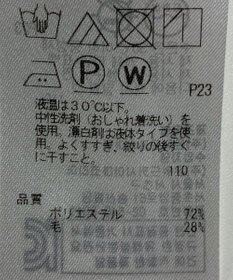 P W P23
液温は30℃以下。
中性洗剤（おしゃれ着洗い）を
使用。漂白剤は液体タイプを使
用。よくすすぎ、絞りの後すぐ
に干すこと。
110
品質
ポリエステル 72%
毛 28%